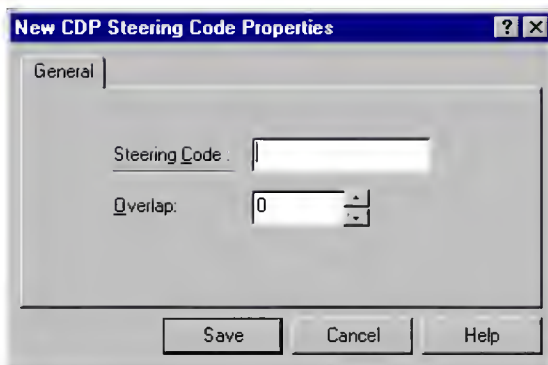 New CDP Steering Code Properties
General
Steering Code .
Overlap: 0
Save Cancel Help